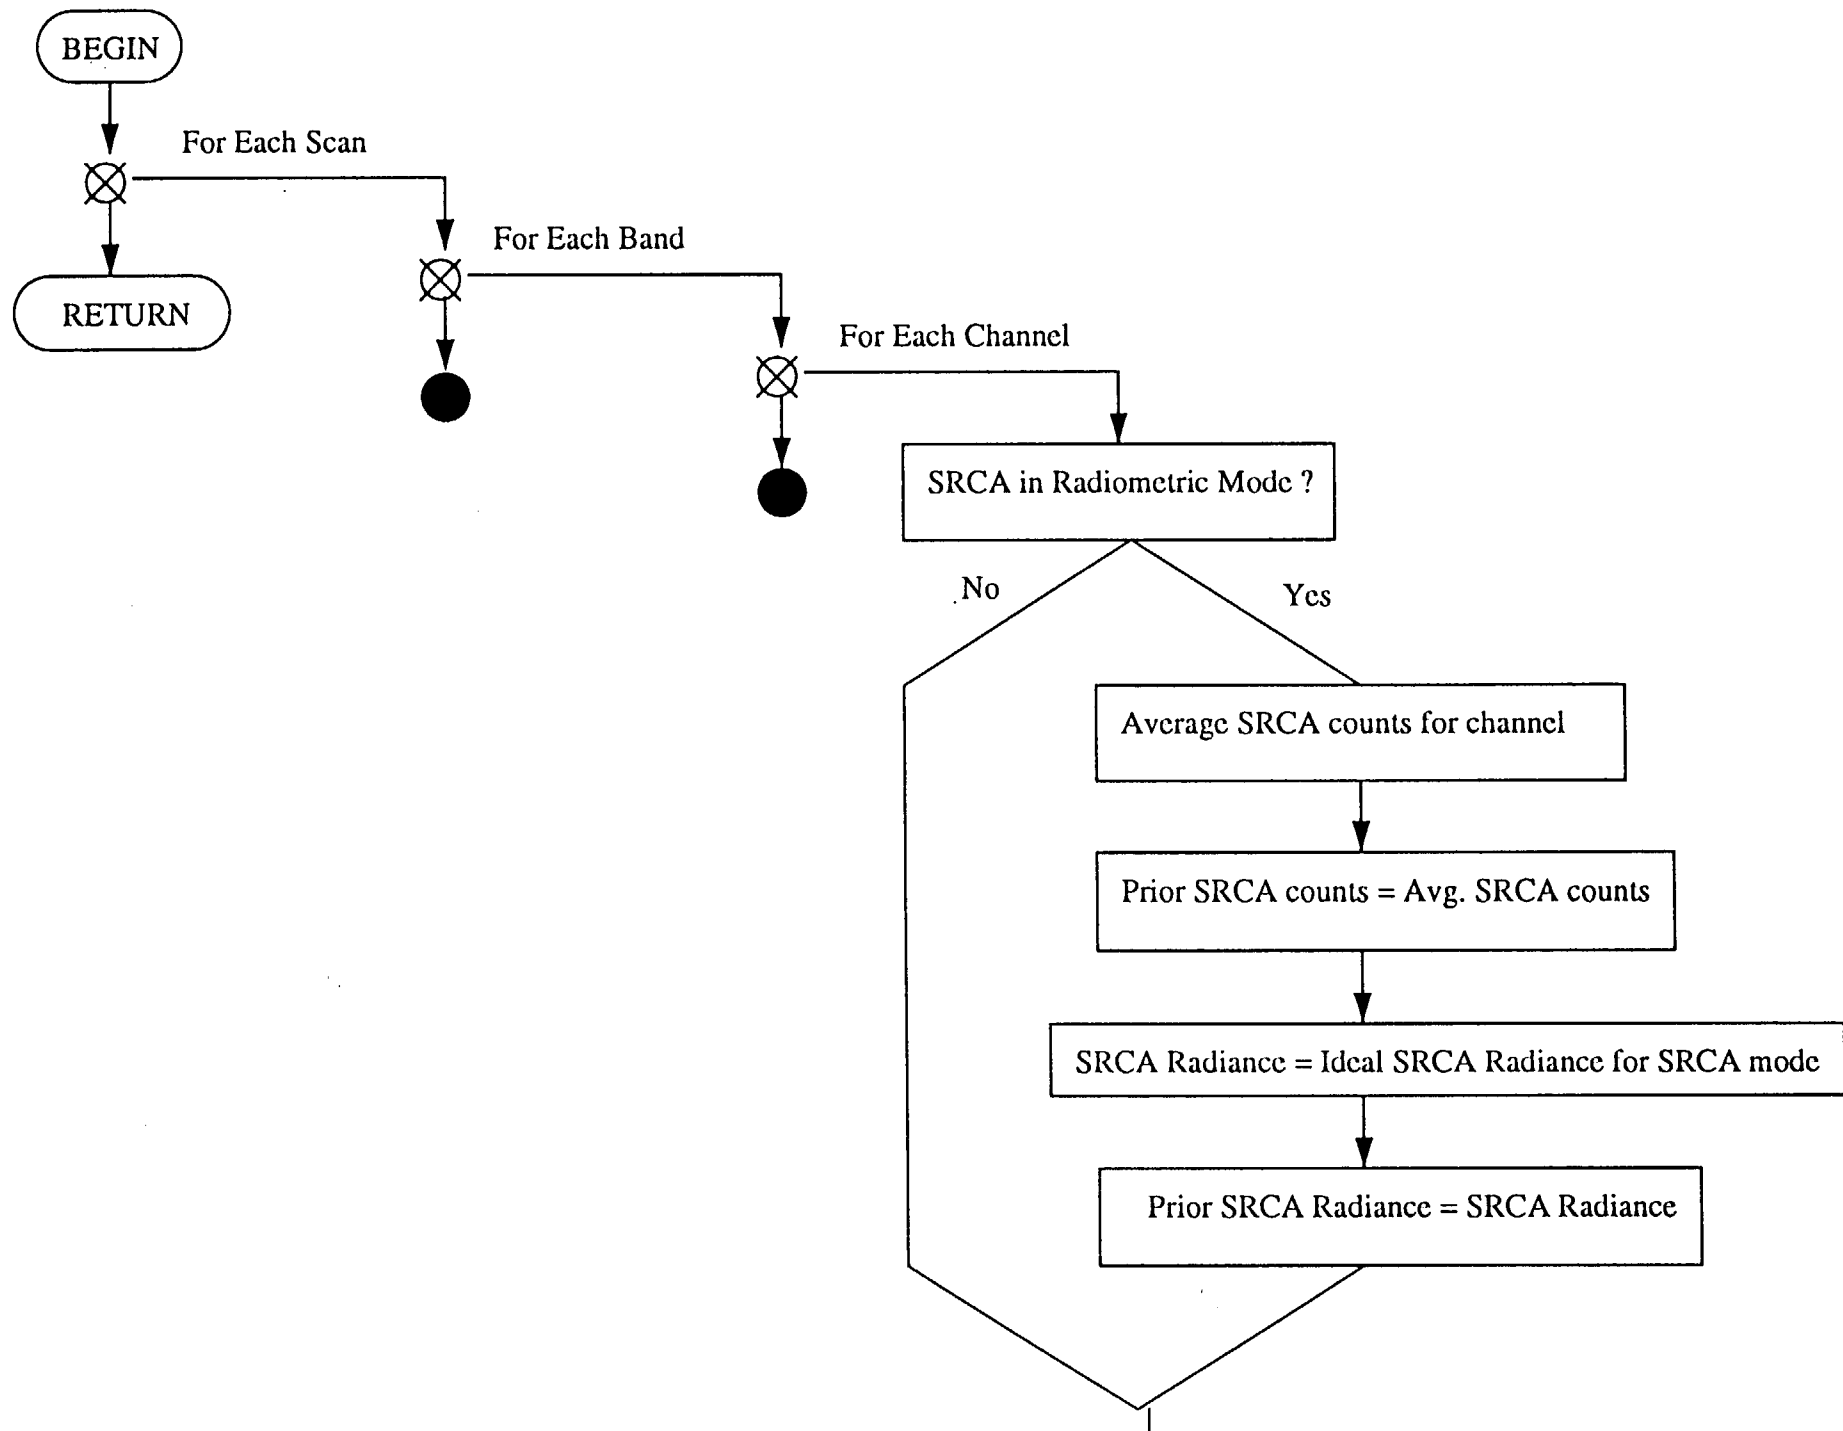 BEGIN
For Each Scan
For Each Band
RETURN
For Each Channel
SRCA in Radiometric Mode ?
No
Yes
Average SRCA counts for channel
Prior SRCA counts = Avg. SRCA counts
SRCA Radiance = Ideal SRCA Radiance for SRCA mode
Prior SRCA Radiance = SRCA Radiance